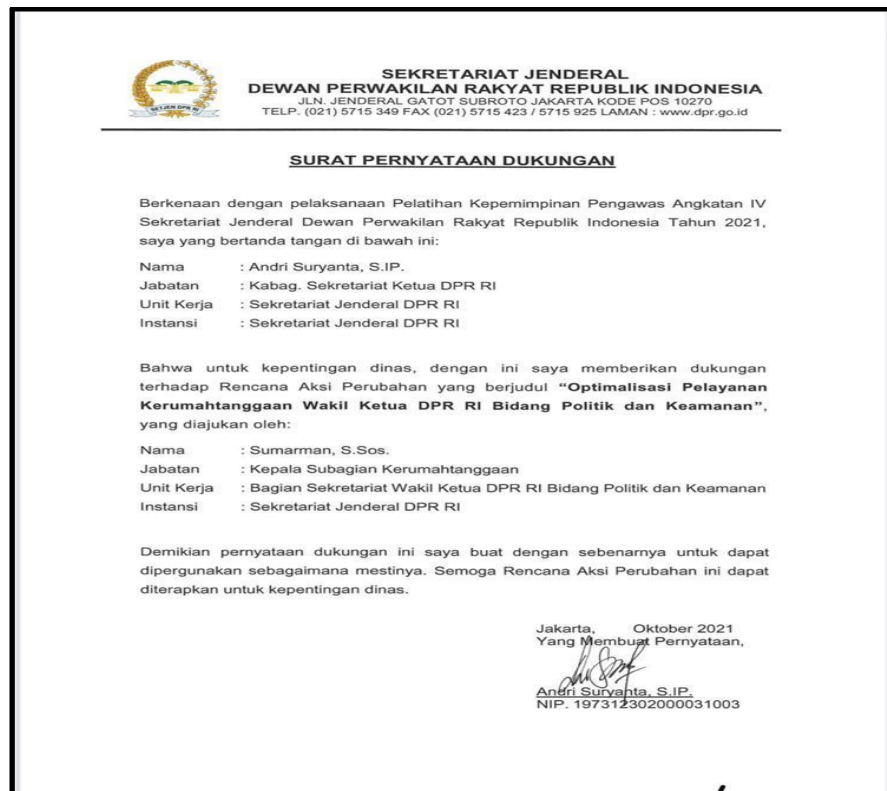 SETJEN DPR RI
SEKRETARIAT JENDERAL
DEWAN PERWAKILAN RAKYAT REPUBLIK INDONESIA
JLN. JENDERAL GATOT SUBROTO JAKARTA KODE POS 10270
TELP. (021) 5715 349 FAX (021) 5715 423 / 5715 925 LAMAN : www.dpr.go.id
SURAT PERNYATAAN DUKUNGAN
Berkenaan dengan pelaksanaan Pelatihan Kepemimpinan Pengawas Angkatan IV
Sekretariat Jenderal Dewan Perwakilan Rakyat Republik Indonesia Tahun 2021,
saya yang bertanda tangan di bawah ini:
Nama : Andri Suryanta, S.IP.
Jabatan : Kabag. Sekretariat Ketua DPR RI
Unit Kerja : Sekretariat Jenderal DPR RI
Instansi : Sekretariat Jenderal DPR RI
Bahwa untuk kepentingan dinas, dengan ini saya memberikan dukungan
terhadap Rencana Aksi Perubahan yang berjudul “Optimalisasi Pelayanan
Kerumahtanggaan Wakil Ketua DPR RI Bidang Politik dan Keamanan”,
yang diajukan oleh:
Nama : Sumarman, S.Sos.
Jabatan : Kepala Subagian Kerumahtanggaan
Unit Kerja : Bagian Sekretariat Wakil Ketua DPR RI Bidang Politik dan Keamanan
Instansi : Sekretariat Jenderal DPR RI
Demikian pernyataan dukungan ini saya buat dengan sebenarnya untuk dapat
dipergunakan sebagaimana mestinya. Semoga Rencana Aksi Perubahan ini dapat
diterapkan untuk kepentingan dinas.
Jakarta, Oktober 2021
Yang Membuat Pernyataan,
Andri Suryanta, S.IP.
NIP. 197312302000031003